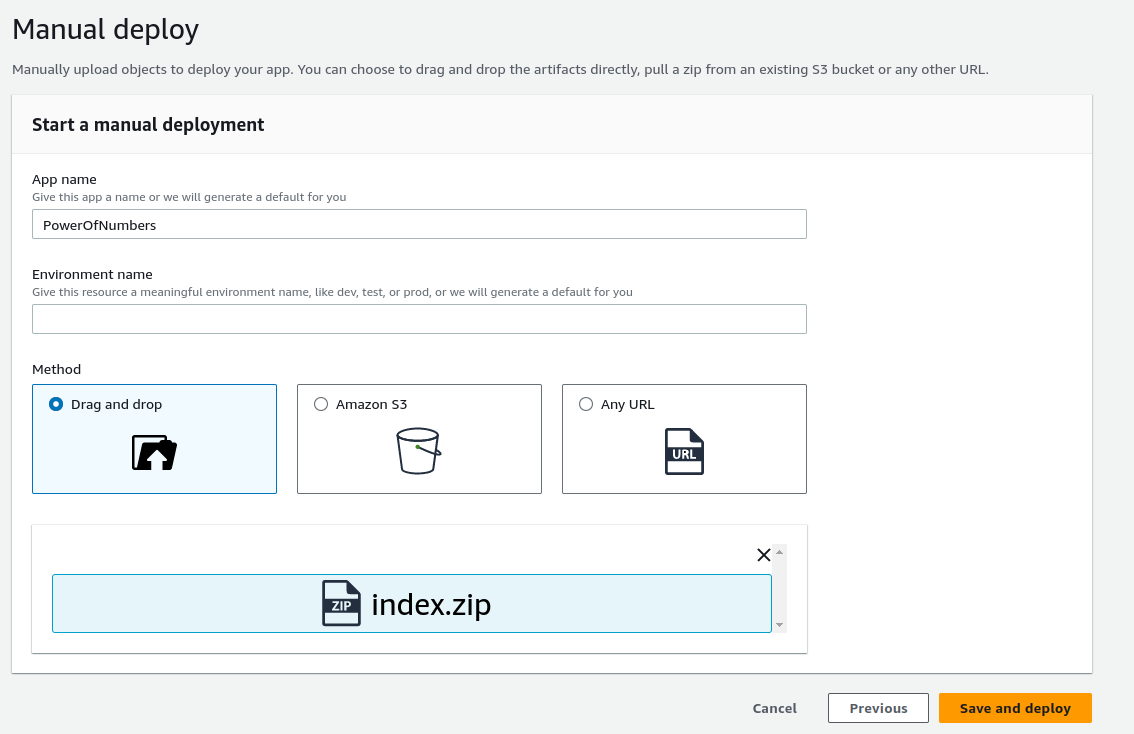 Manual deploy
Manually upload objects to deploy your app. You can choose to drag and drop the artifacts directly, pull a zip from an existing S3 bucket or any other URL.
Start a manual deployment
App name
Give this app a name or we will generate a default for you
PowerOfNumbers
Environment name
Give this resource a meaningful environment name, like dev, test, or prod, or we will generate a default for you
Method
Drag and drop
Amazon S3
Any URL
URL
ZIP index.zip
Cancel
Previous
Save and deploy